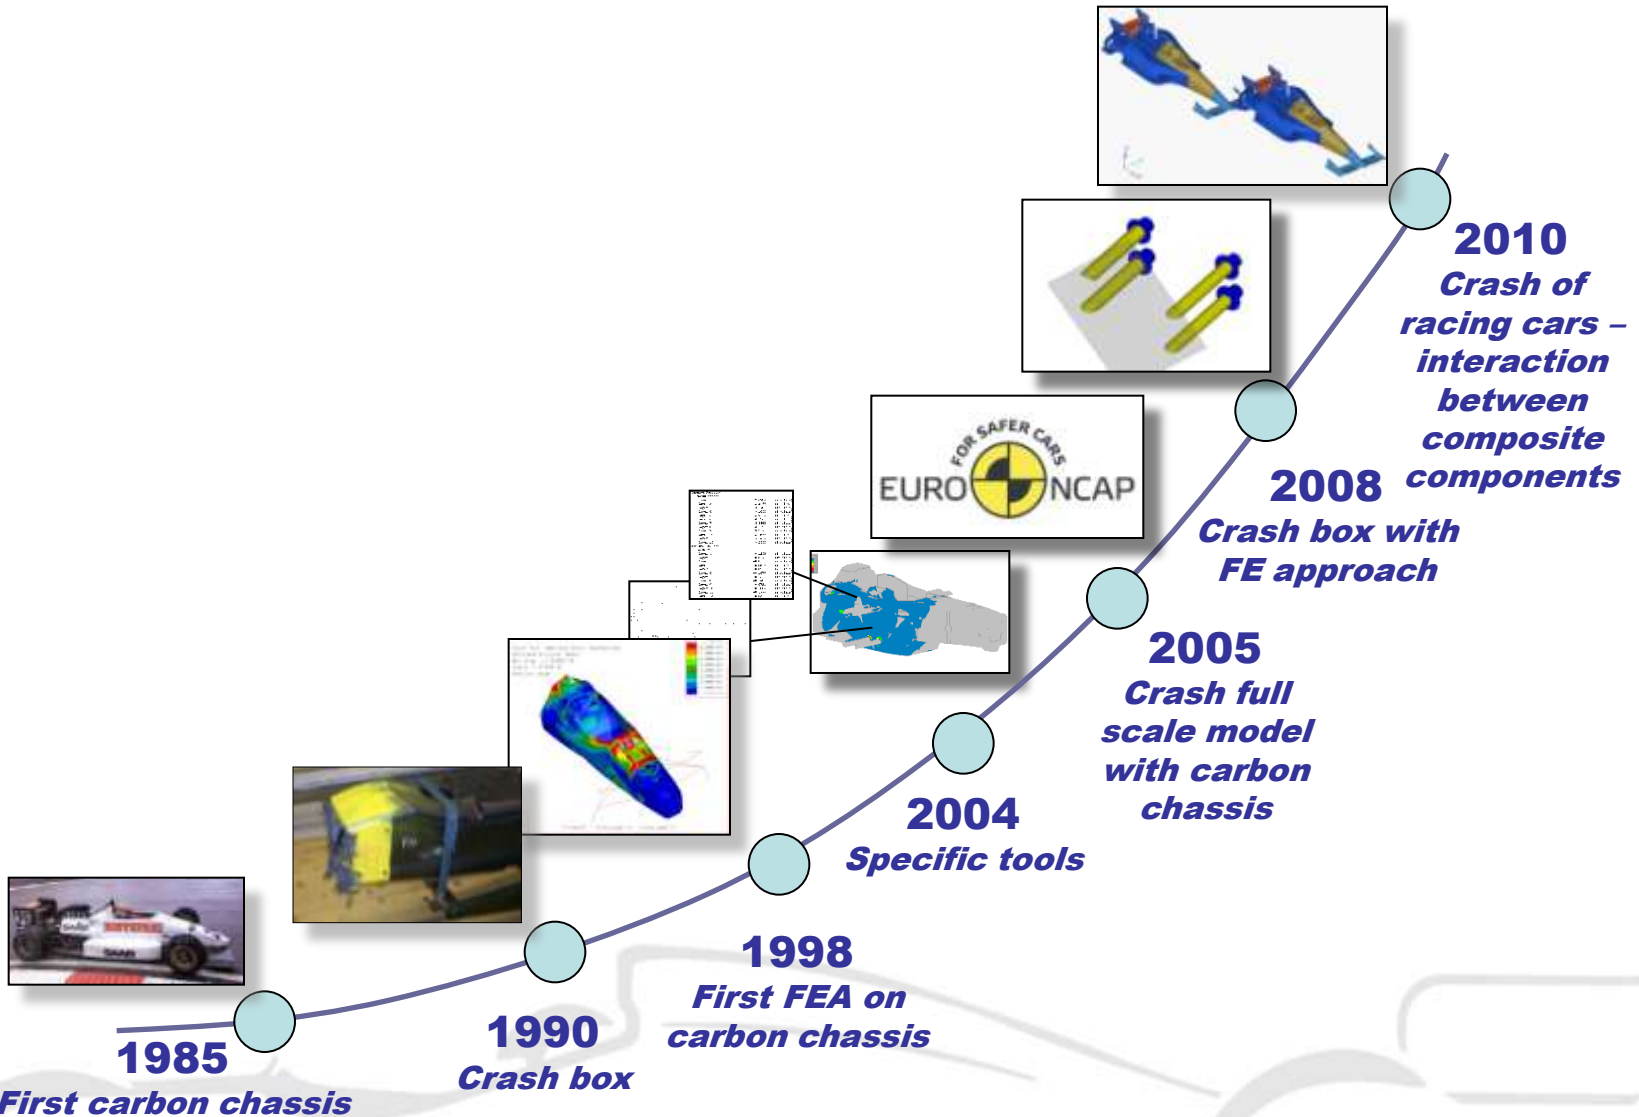 1985
First carbon chassis
1990
Crash box
1998
First FEA on
carbon chassis
2004
Specific tools
FOR SAFER CARS
EURO NCAP
2005
Crash full
scale model
with carbon
chassis
2008
Crash box with
FE approach
2010
Crash of
racing cars –
interaction
between
composite
components